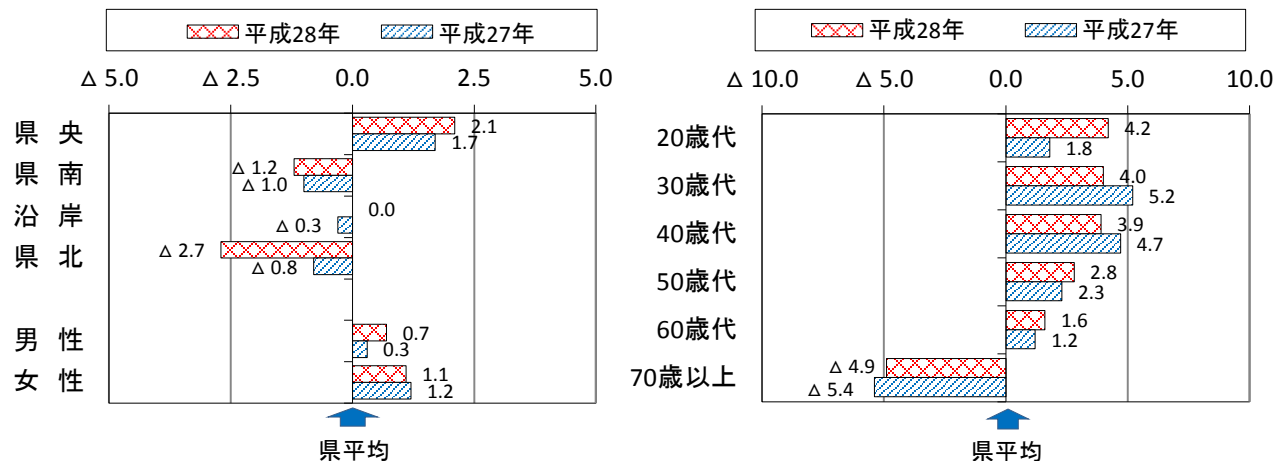 平成28年 平成27年
△ 5.0 △ 2.5 0.0 2.5 5.0
県 央 2.1
1.7
県 南 △ 1.2
△ 1.0
沿 岸 0.0
△ 0.3
県 北 △ 2.7
△ 0.8
男 性 0.7
0.3
女 性 1.1
1.2
県平均
平成28年 平成27年
△ 10.0 △ 5.0 0.0 5.0 10.0
20歳代 4.2
1.8
30歳代 4.0
5.2
40歳代 3.9
4.7
50歳代 2.8
2.3
60歳代 1.6
1.2
70歳以上 △ 4.9
△ 5.4
県平均